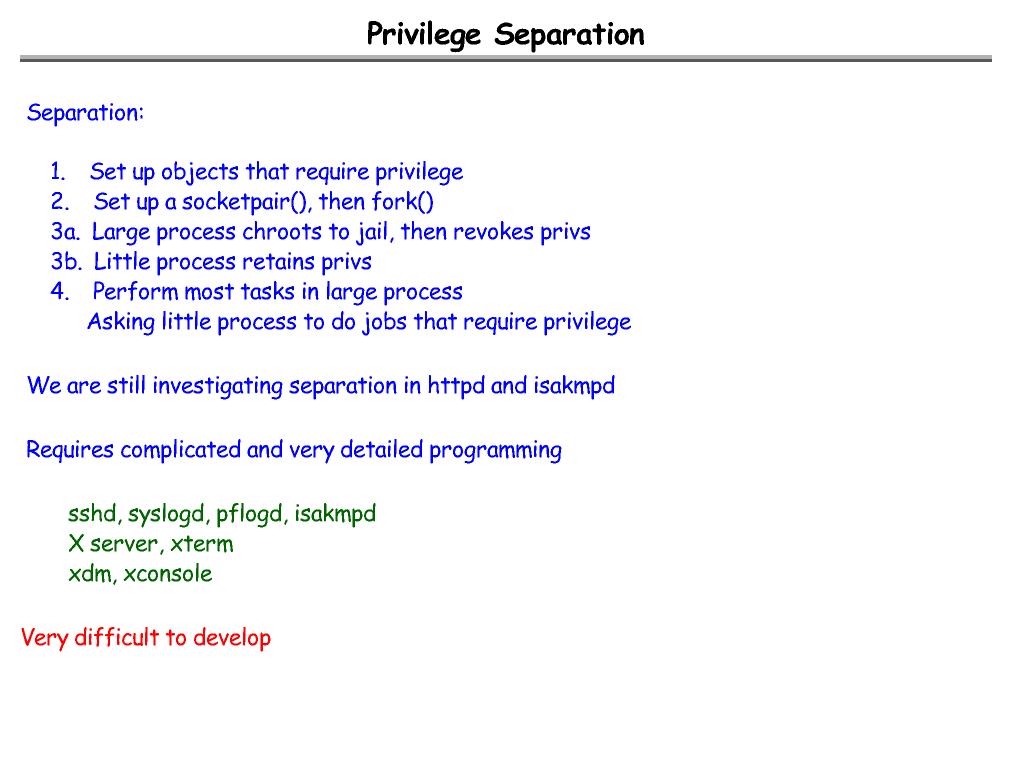 Privilege Separation
Separation:
1. Set up objects that require privilege
2. Set up a socketpair(), then fork()
3a. Large process chroots to jail, then revokes privs
3b. Little process retains privs
4. Perform most tasks in large process
Asking little process to do jobs that require privilege
We are still investigating separation in httpd and isakmpd
Requires complicated and very detailed programming
sshd, syslogd, pflogd, isakmpd
X server, xterm
xdm, xconsole
Very difficult to develop